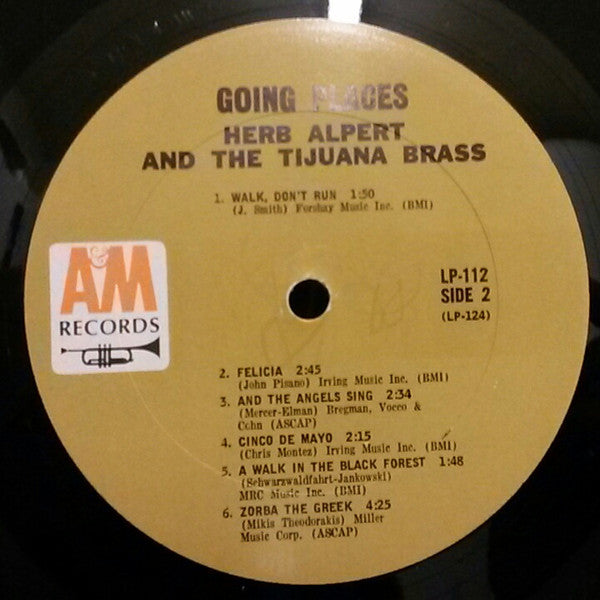 GOING PLACES
HERB ALPERT
AND THE TIJUANA BRASS
1. WALK, DON'T RUN 1:50
(J. Smith) Forshay Music Inc. (BMI)
A&M
RECORDS
LP-112
SIDE 2
(LP-124)
2. FELICIA 2:45
(John Pisano) Irving Music Inc. (BMI)
3. AND THE ANGELS SING 2:34
(Mercer-Elman) Bregman, Vocco &
Cohn (ASCAP)
4. CINCO DE MAYO 2:15
(Chris Montez) Irving Music Inc. (BMI)
5. A WALK IN THE BLACK FOREST 1:48
(Schwarzwaldfahrt-Jankowski)
MRC Music Inc. (BMI)
6. ZORBA THE GREEK 4:25
(Mikis Theodorakis) Miller
Music Corp. (ASCAP)